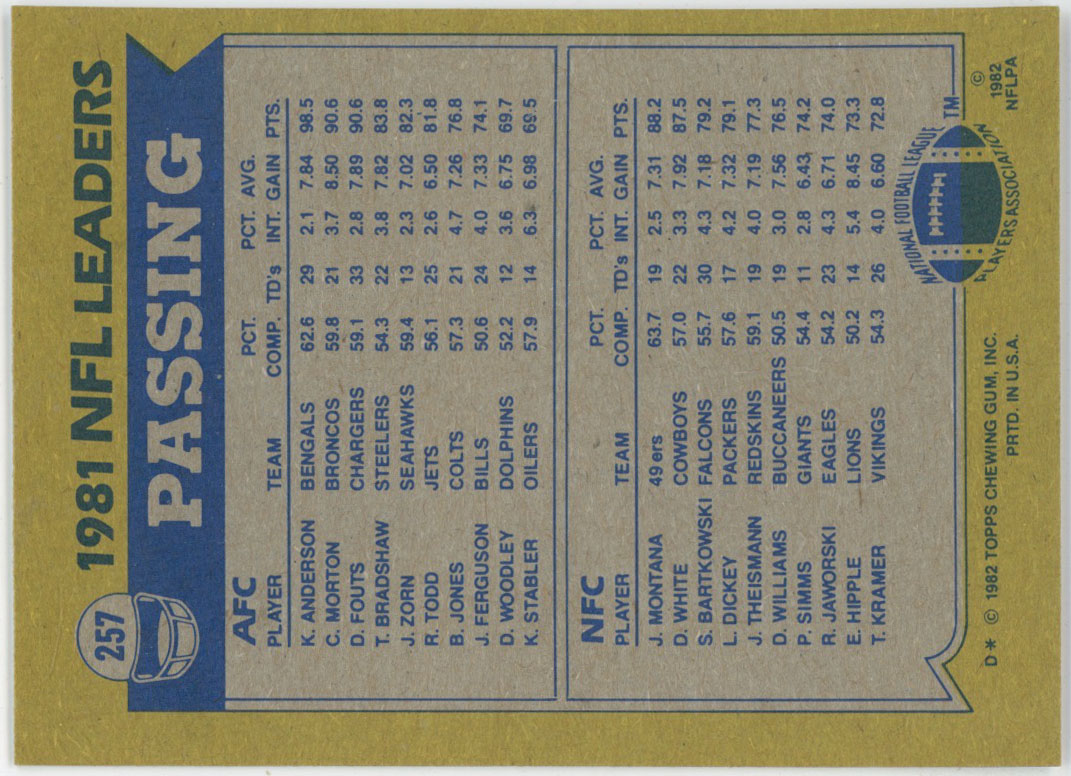 257
1981 NFL LEADERS
PASSING
AFC
PCT. PCT. AVG.
PLAYER TEAM COMP. TD's INT. GAIN PTS.
K. ANDERSON BENGALS 62.6 29 2.1 7.84 98.5
C. MORTON BRONCOS 59.8 21 3.7 8.50 90.6
D. FOUTS CHARGERS 59.1 33 2.8 7.89 90.6
T. BRADSHAW STEELERS 54.3 22 3.8 7.82 83.8
J. ZORN SEAHAWKS 59.4 13 2.3 7.02 82.3
R. TODD JETS 56.1 25 2.6 6.50 81.8
B. JONES COLTS 57.3 21 4.7 7.26 76.8
J. FERGUSON BILLS 50.6 24 4.0 7.33 74.1
D. WOODLEY DOLPHINS 52.2 12 3.6 6.75 69.7
K. STABLER OILERS 57.9 14 6.3 6.98 69.5
NFC
PCT. PCT. AVG.
PLAYER TEAM COMP. TD's INT. GAIN PTS.
J. MONTANA 49ers 63.7 19 2.5 7.31 88.2
D. WHITE COWBOYS 57.0 22 3.3 7.92 87.5
S. BARTKOWSKI FALCONS 55.7 30 4.3 7.18 79.2
L. DICKEY PACKERS 57.6 17 4.2 7.32 79.1
J. THEISMANN REDSKINS 59.1 19 4.0 7.19 77.3
D. WILLIAMS BUCCANEERS 50.5 19 3.0 7.56 76.5
P. SIMMS GIANTS 54.4 11 2.8 6.43 74.2
R. JAWORSKI EAGLES 54.2 23 4.3 6.71 74.0
E. HIPPLE LIONS 50.2 14 5.4 8.45 73.3
T. KRAMER VIKINGS 54.3 26 4.0 6.60 72.8
NATIONAL FOOTBALL LEAGUE TM
PLAYERS ASSOCIATION
©
1982
NFLPA
D* © 1982 TOPPS CHEWING GUM, INC.
PRTD. IN U.S.A.